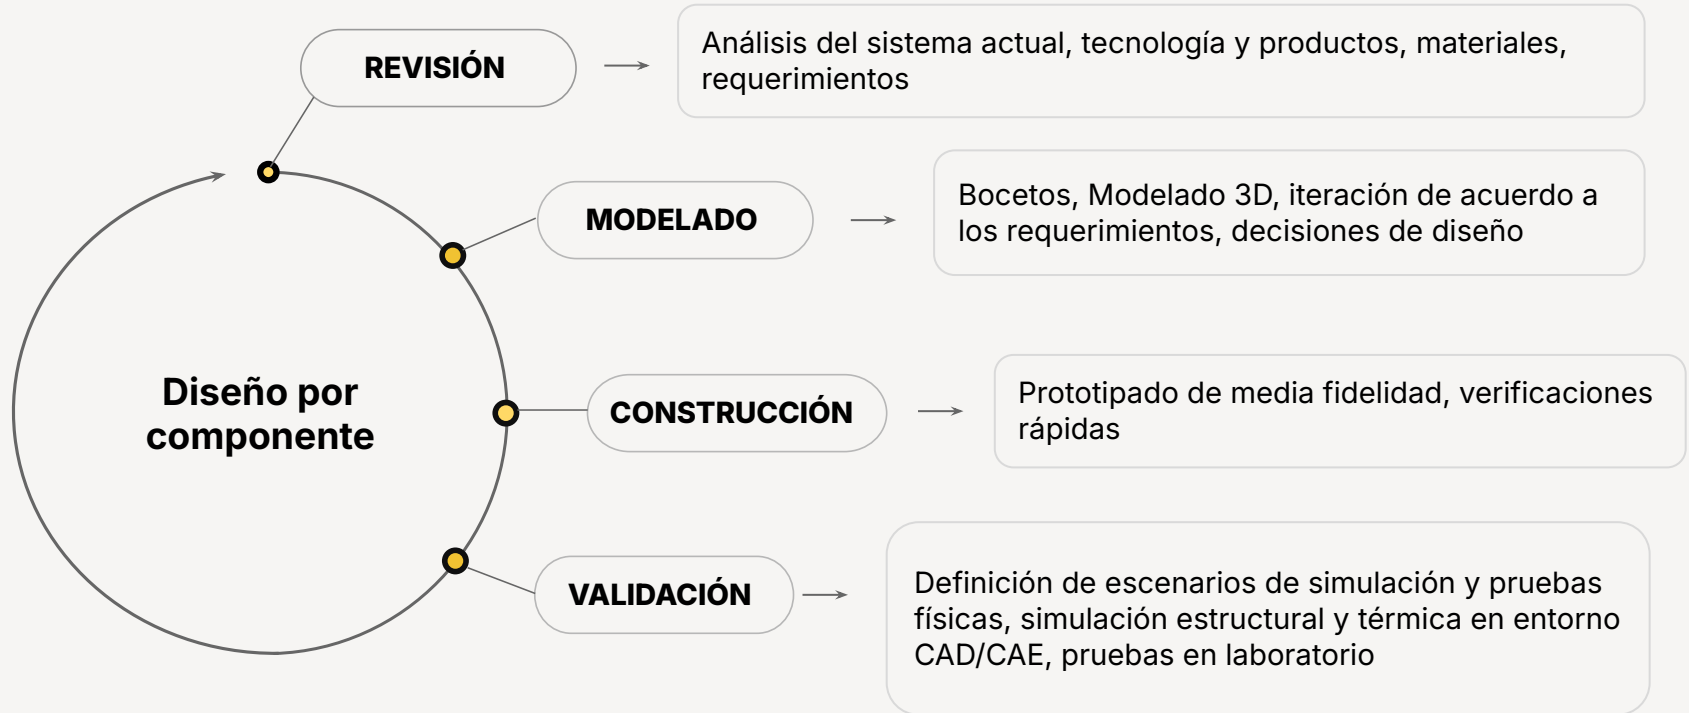 REVISIÓN
Análisis del sistema actual, tecnología y productos, materiales,
requerimientos
MODELADO
Bocetos, Modelado 3D, iteración de acuerdo a
los requerimientos, decisiones de diseño
Diseño por
componente
CONSTRUCCIÓN
Prototipado de media fidelidad, verificaciones
rápidas
VALIDACIÓN
Definición de escenarios de simulación y pruebas
físicas, simulación estructural y térmica en entorno
CAD/CAE, pruebas en laboratorio